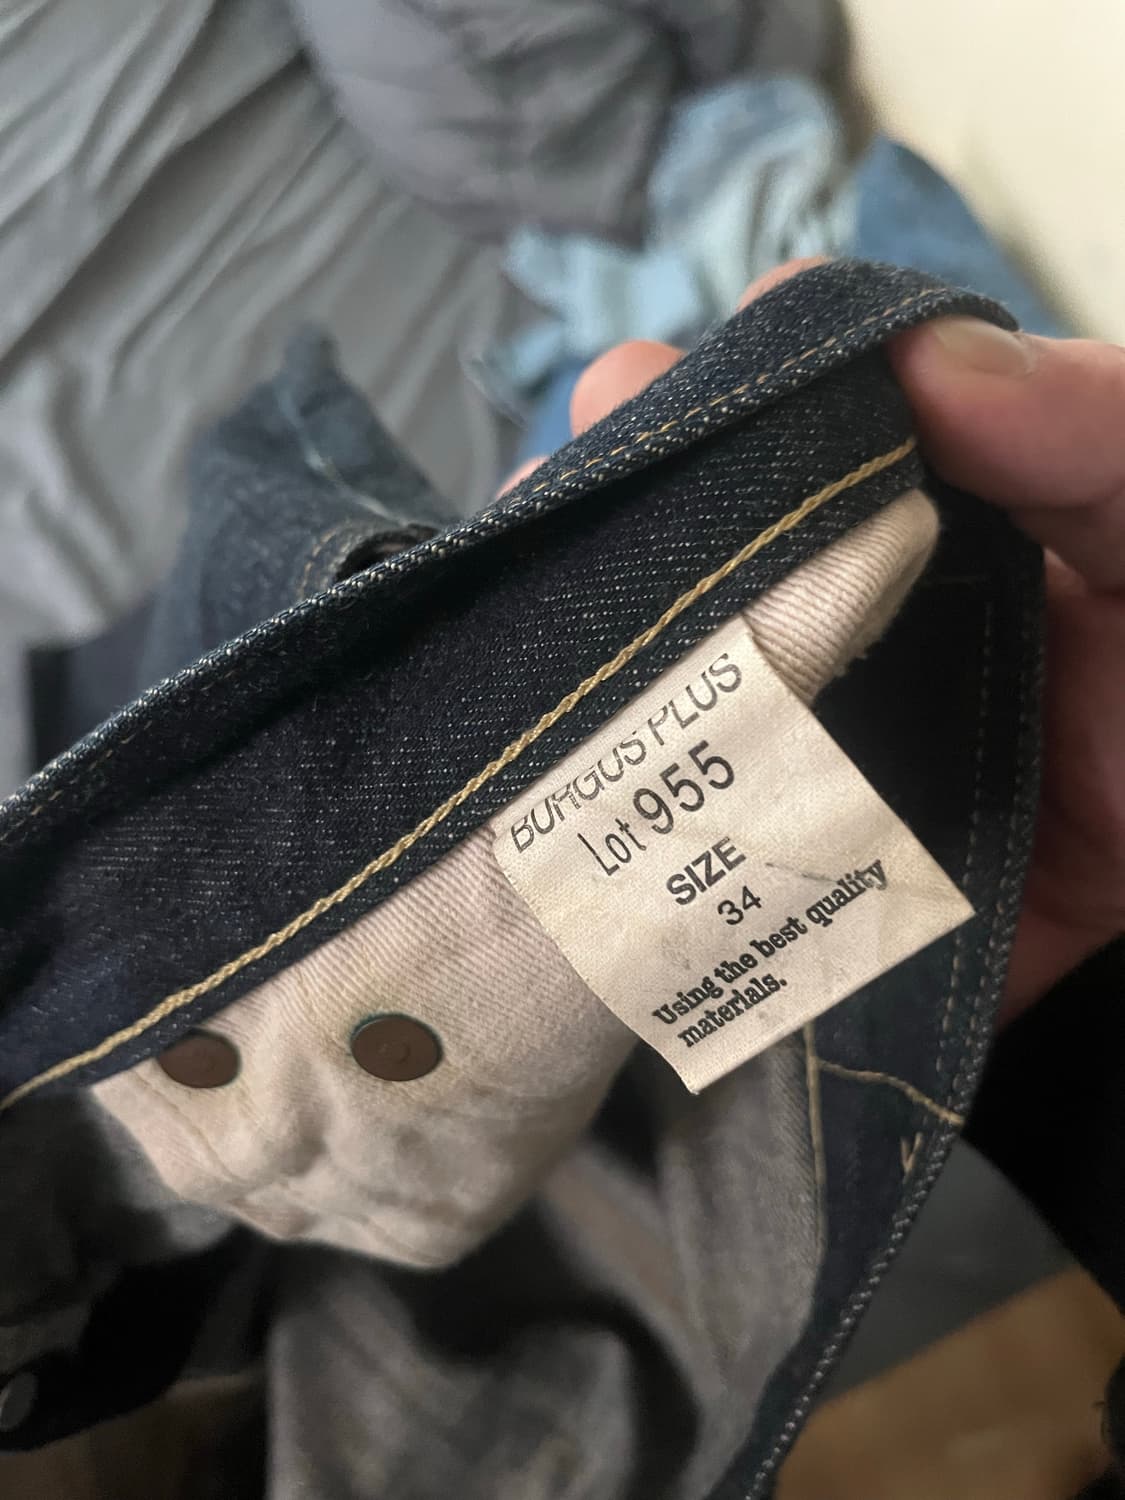 BURGUS PLUS
Lot 955
SIZE
34
Using the best quality
materials.